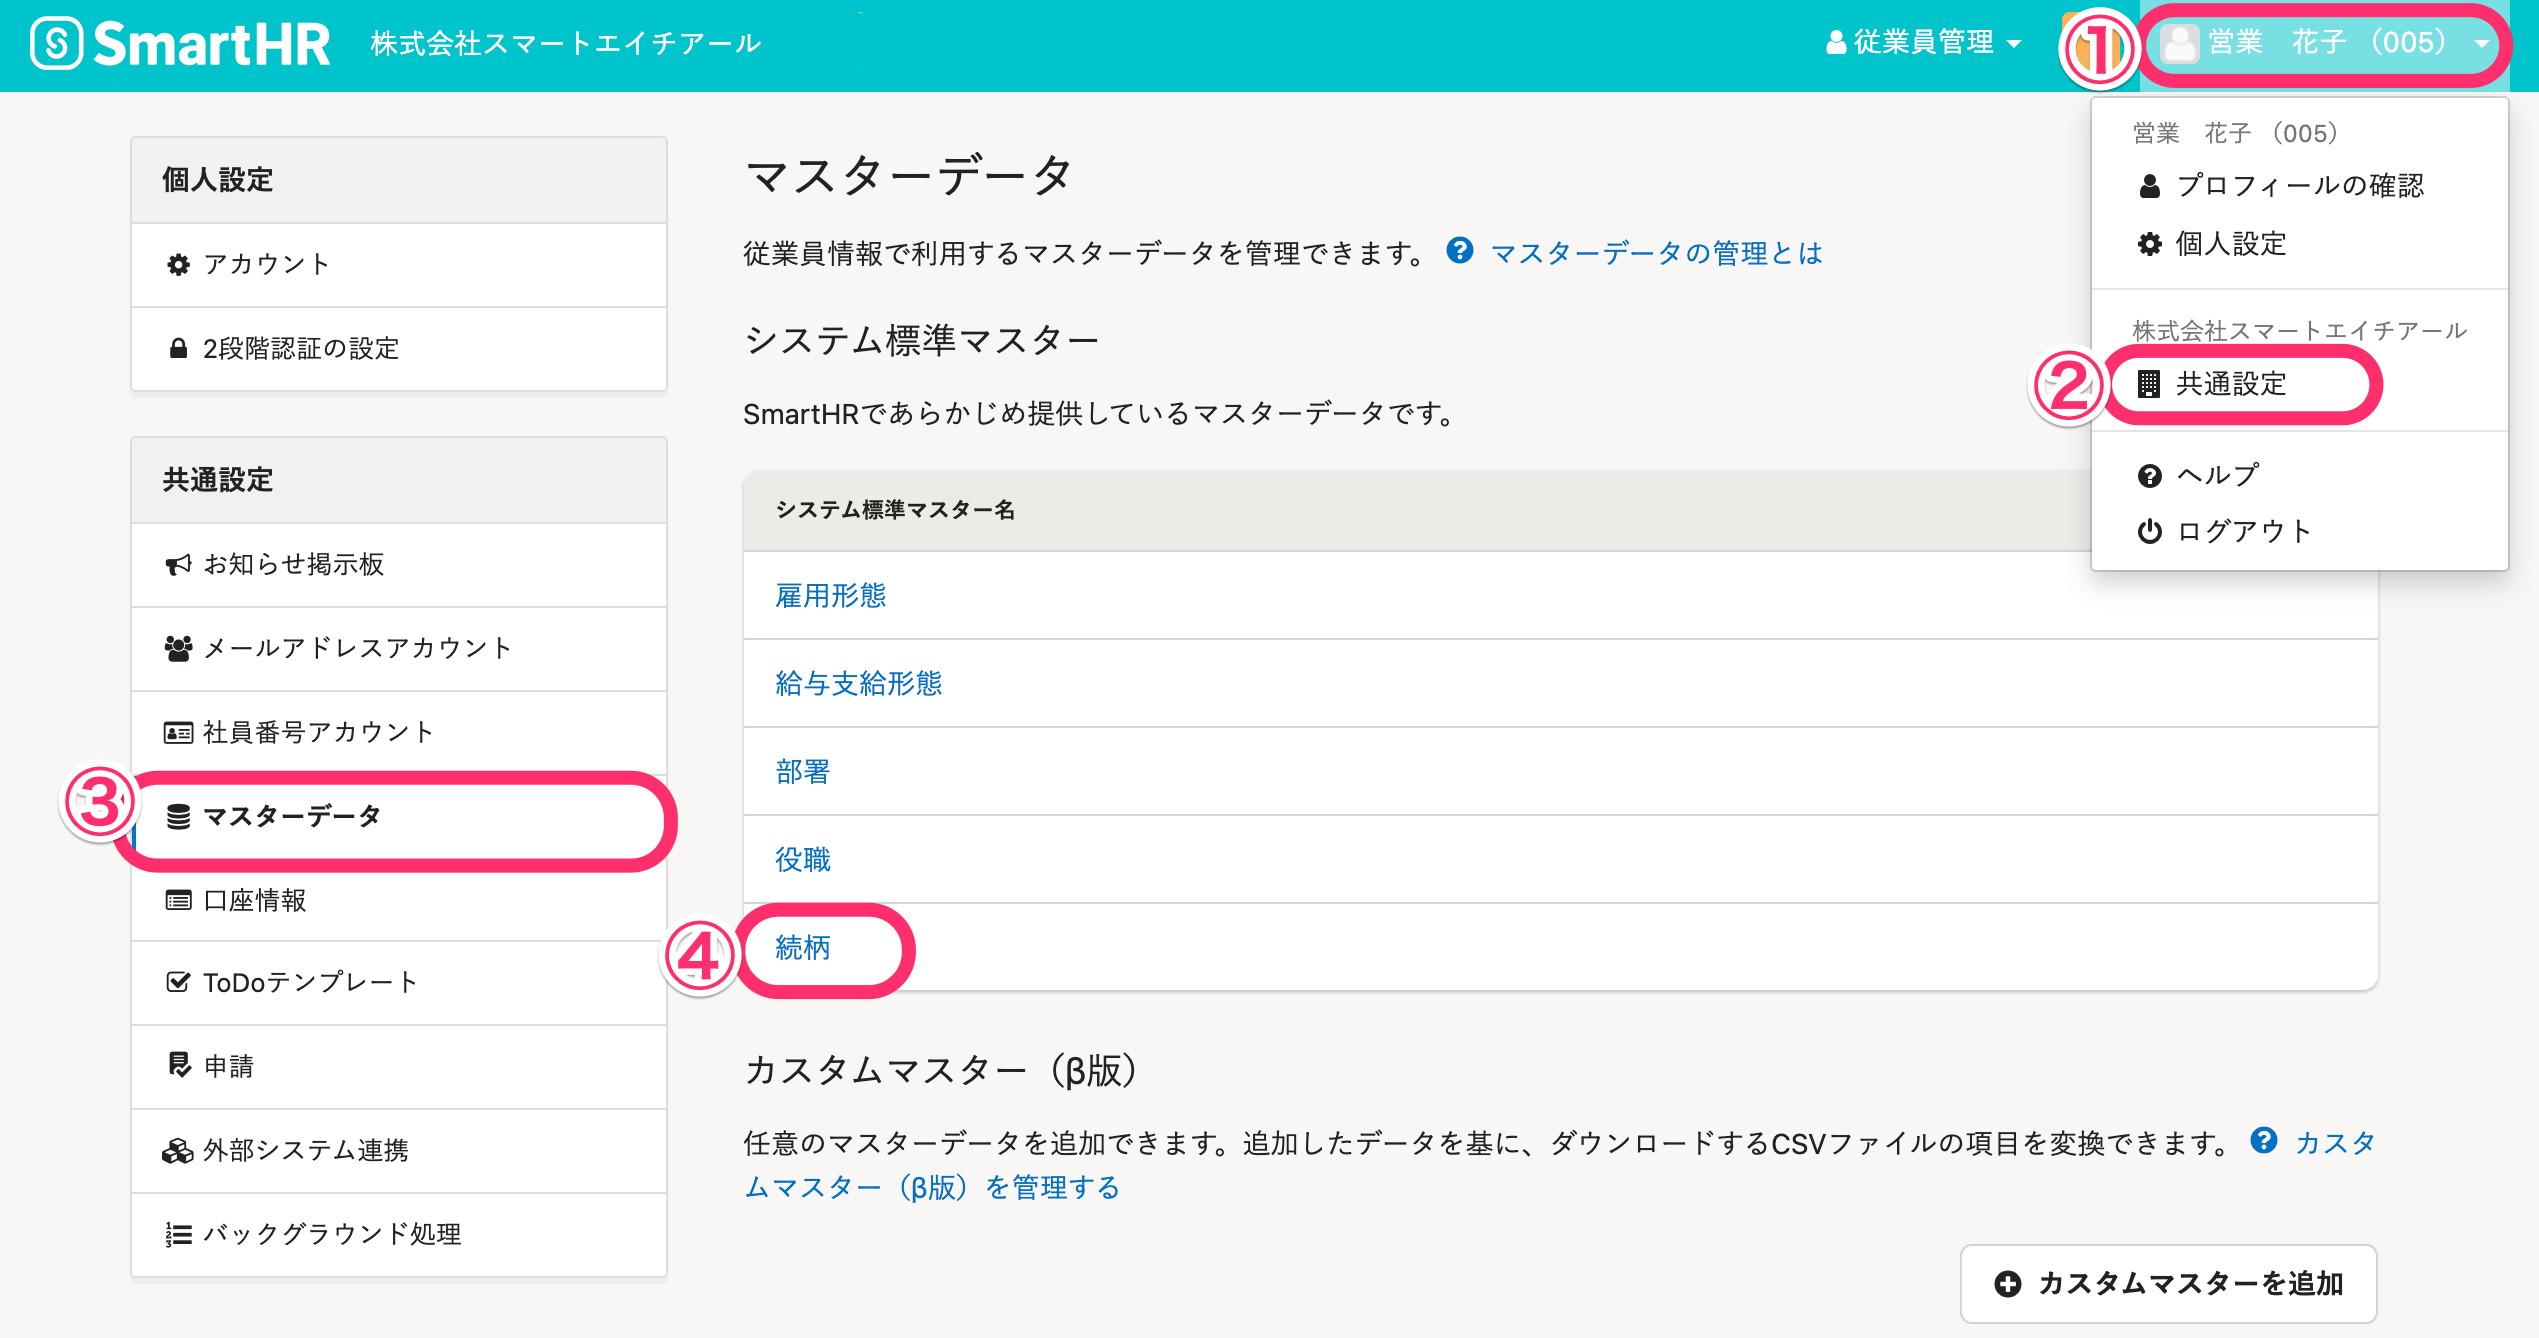 SmartHR 株式会社スマートエイチアール 従業員管理 ① 営業 花子 （005）
営業 花子 （005）
プロフィールの確認
個人設定
株式会社スマートエイチアール
② 共通設定
ヘルプ
ログアウト
個人設定
アカウント
2段階認証の設定
共通設定
お知らせ掲示板
メールアドレスアカウント
社員番号アカウント
③ マスターデータ
口座情報
ToDoテンプレート
申請
外部システム連携
バックグラウンド処理
マスターデータ
従業員情報で利用するマスターデータを管理できます。 マスターデータの管理とは
システム標準マスター
SmartHRであらかじめ提供しているマスターデータです。
システム標準マスター名
雇用形態
給与支給形態
部署
役職
④ 続柄
カスタムマスター（β版）
任意のマスターデータを追加できます。追加したデータを基に、ダウンロードするCSVファイルの項目を変換できます。 カスタ
ムマスター（β版）を管理する
カスタムマスターを追加